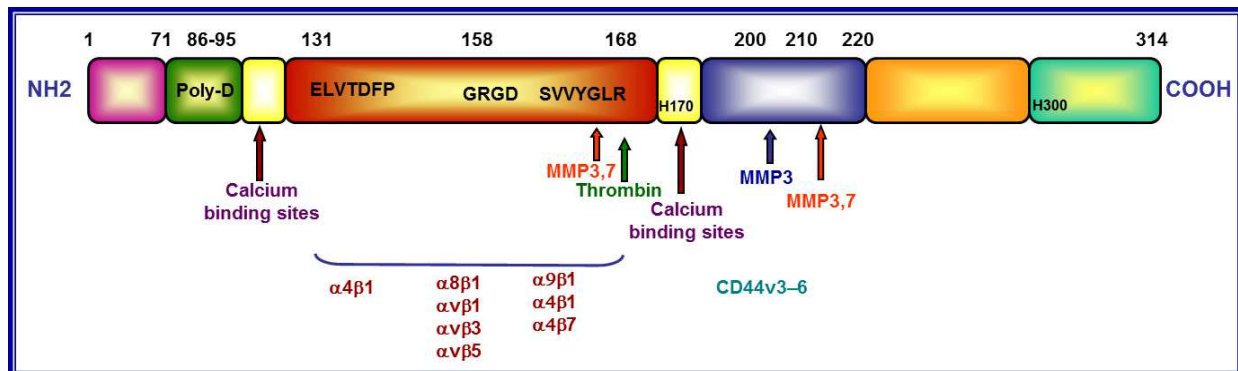 1 71 86-95 131 158 168 200 210 220 314
NH2 Poly-D ELVTDFP GRGD SVVYGLR H170 H300 COOH
MMP3,7 MMP3 MMP3,7
Thrombin
Calcium
binding sites
Calcium
binding sites
α4β1 α8β1 α9β1 CD44v3–6
αvβ1 α4β1
αvβ3 α4β7
αvβ5